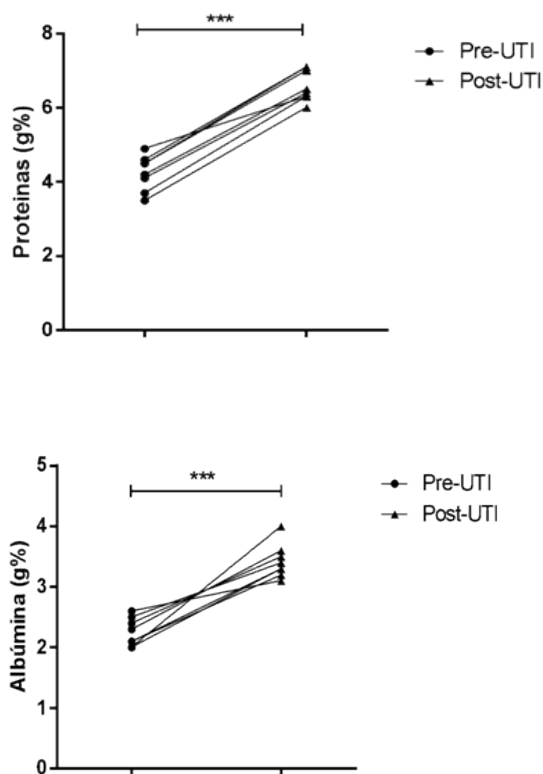 ***
8
6
4
2
0
Proteinas (g%)
Pre-UTI
Post-UTI
***
5
4
3
2
1
0
Albúmina (g%)
Pre-UTI
Post-UTI